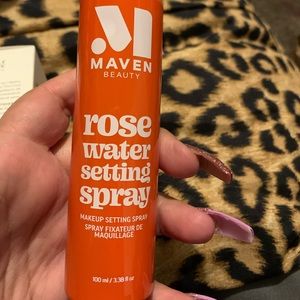 MAVEN
BEAUTY
rose
water
setting
spray
MAKEUP SETTING SPRAY
SPRAY FIXATEUR DE
MAQUILLAGE
100 ml / 3.38 fl oz